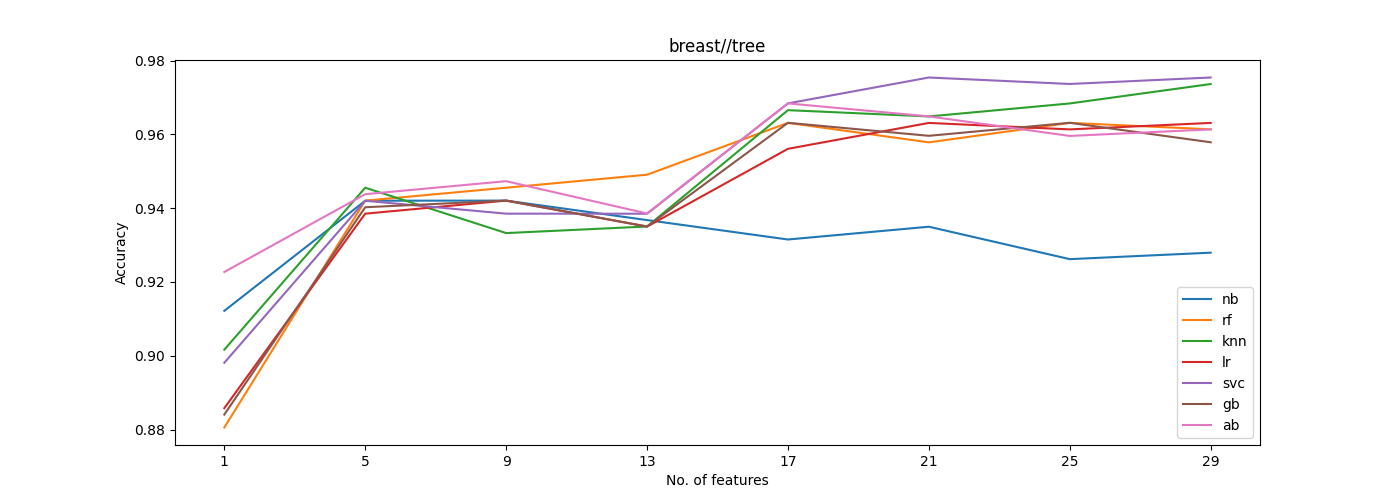 breast//tree
Accuracy
0.98
0.96
0.94
0.92
0.90
0.88
1 5 9 13 17 21 25 29
No. of features
nb
rf
knn
lr
svc
gb
ab